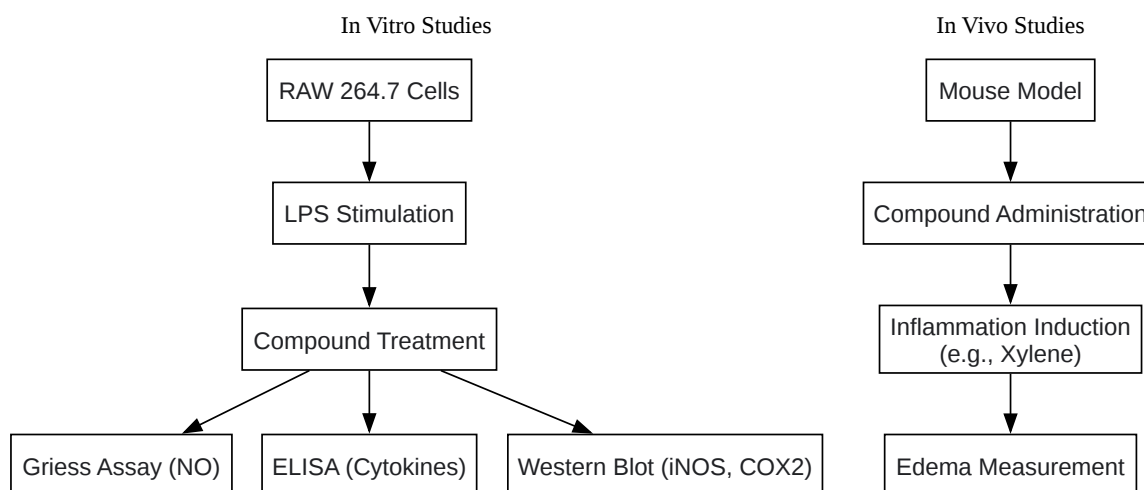 In Vitro Studies
RAW 264.7 Cells
LPS Stimulation
Compound Treatment
Griess Assay (NO)
ELISA (Cytokines)
Western Blot (iNOS, COX2)
In Vivo Studies
Mouse Model
Compound Administration
Inflammation Induction
(e.g., Xylene)
Edema Measurement